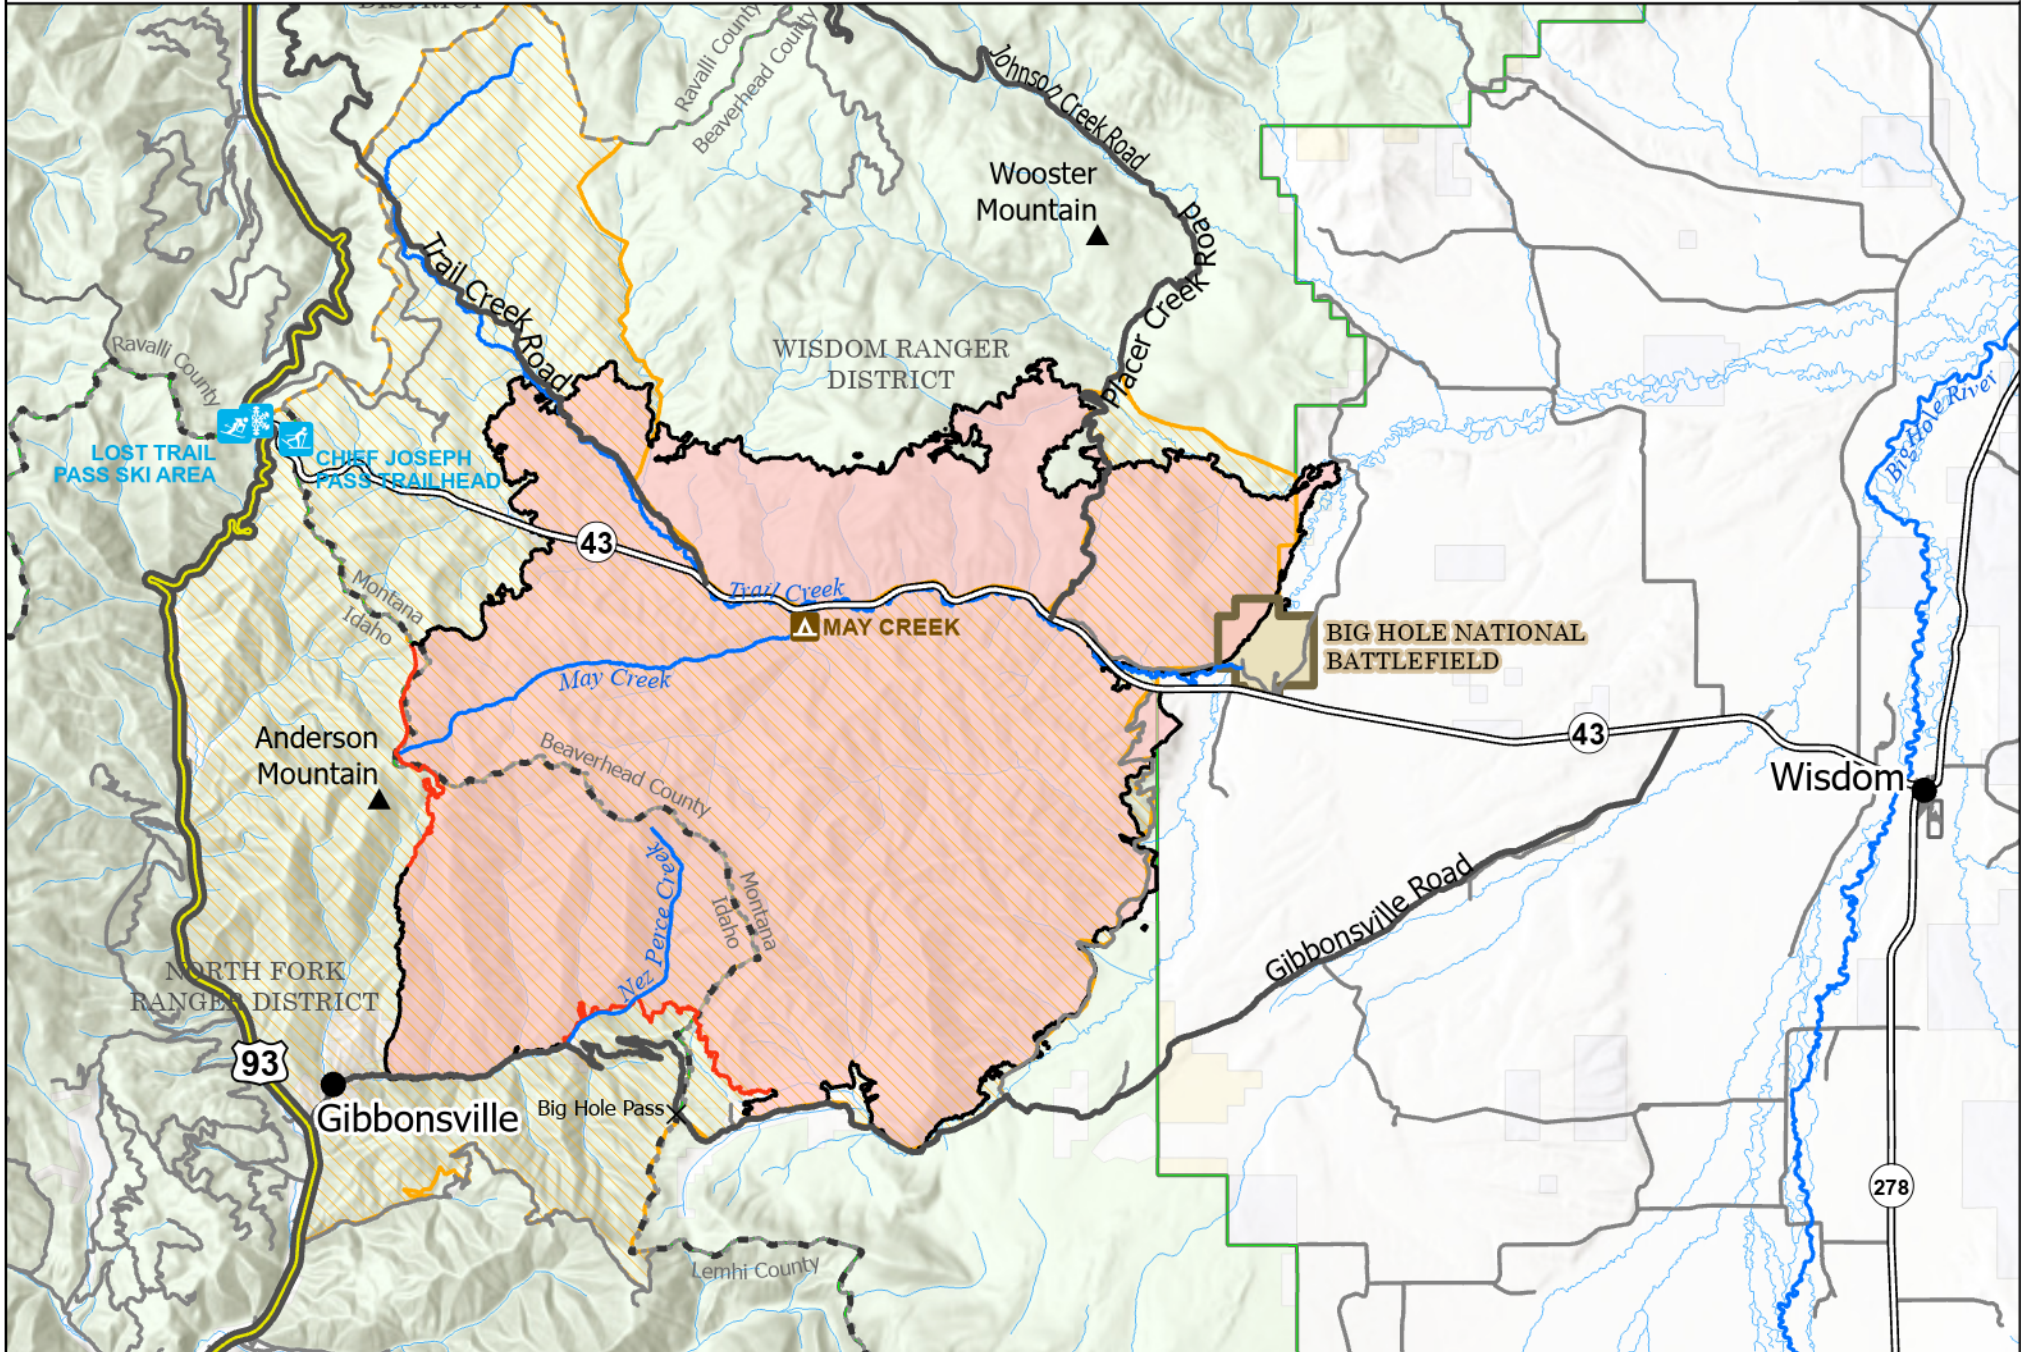 DISTRICT
Ravalli County
Beaverhead County
Johnson Creek Road
Wooster
Mountain
Placer Creek Road
Trail Creek Road
WISDOM RANGER
DISTRICT
Ravalli County
LOST TRAIL
PASS SKI AREA
CHIEF JOSEPH
PASS TRAILHEAD
Big Hole River
43
Montana
Idaho
Trail Creek
MAY CREEK
BIG HOLE NATIONAL
BATTLEFIELD
May Creek
Anderson
Mountain
Beaverhead County
43
Wisdom
Nez Perce Creek
Montana
Idaho
Gibbonsville Road
NORTH FORK
RANGER DISTRICT
93
Gibbonsville
Big Hole Pass
278
Lemhi County